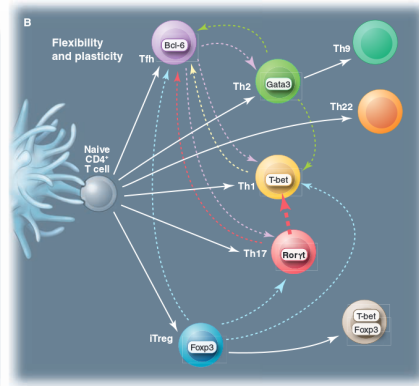 B
Flexibility
and plasticity
Bcl-6
Tfh
Th9
Gata3
Th2
Th22
Naive
CD4+
T cell
T-bet
Th1
Rorγt
Th17
iTreg
Foxp3
T-bet
Foxp3